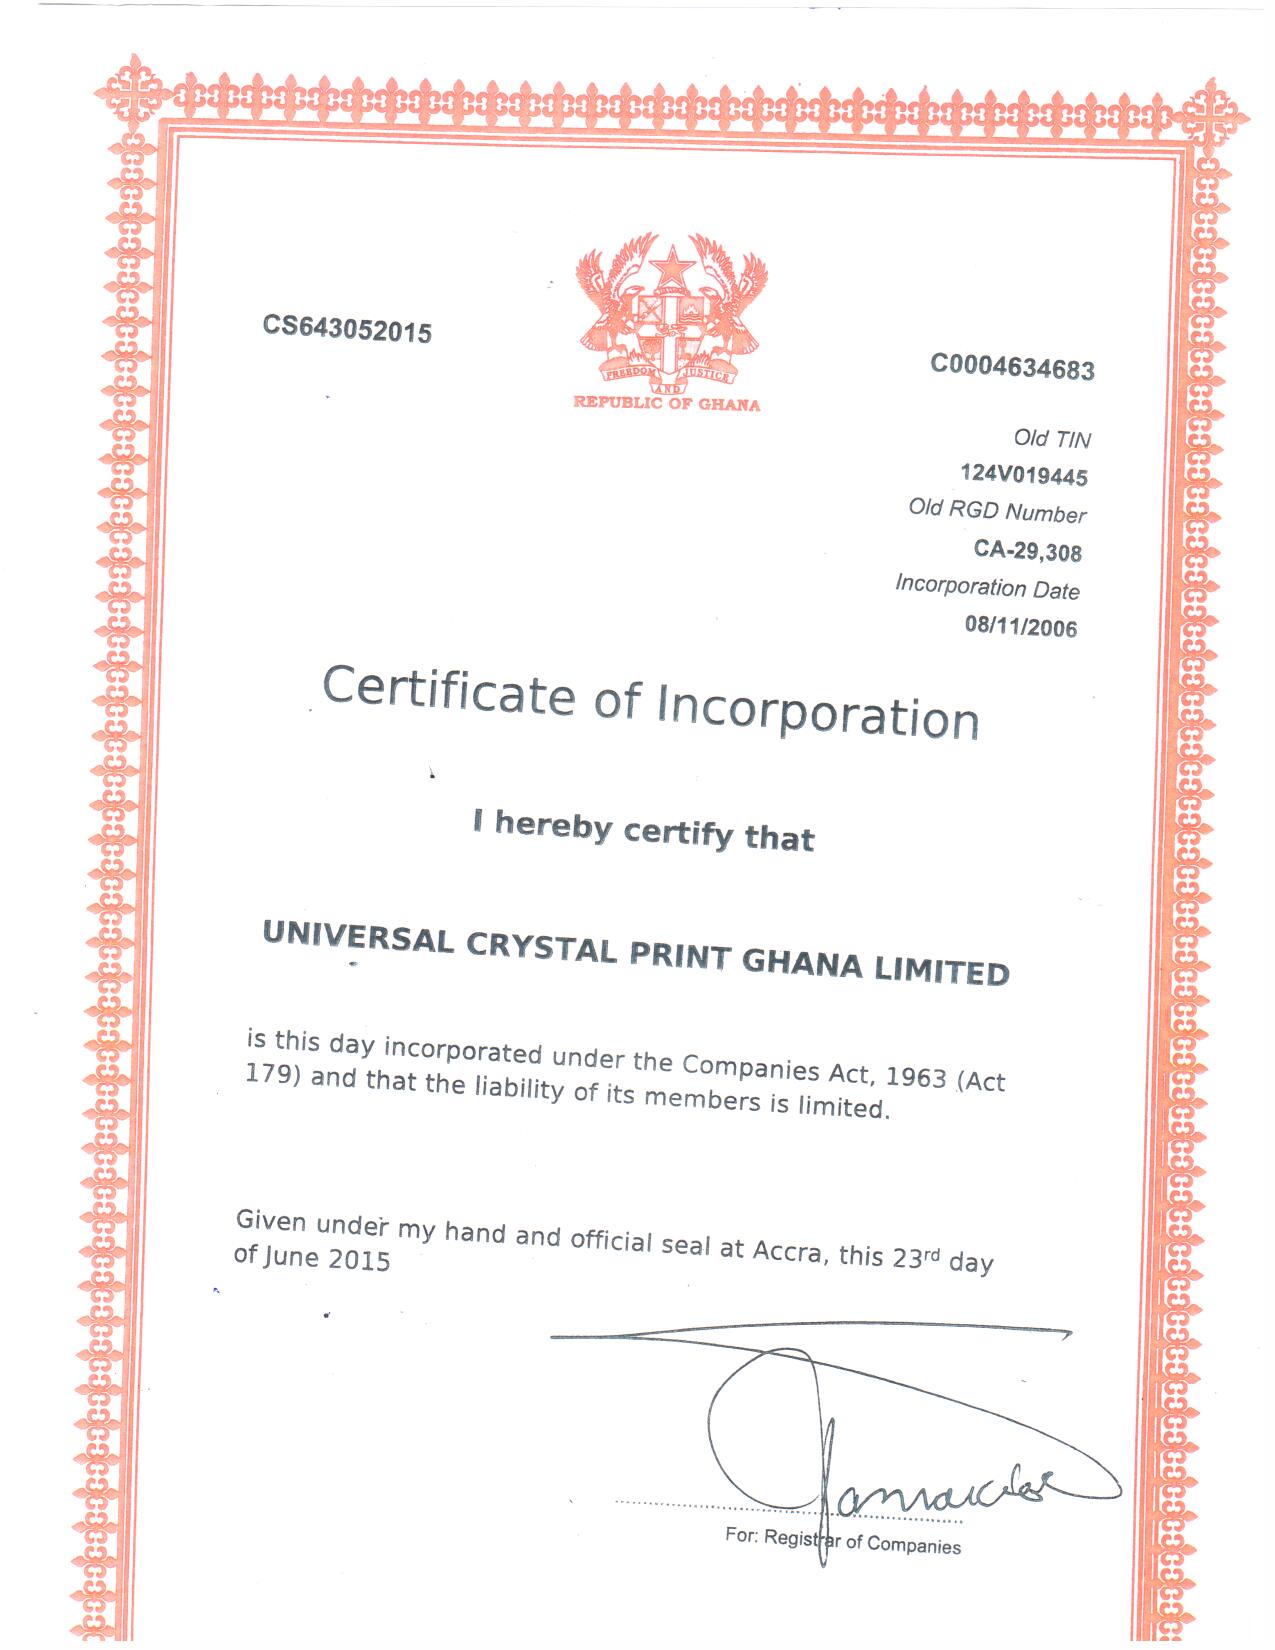 CS643052015
FREEDOM AND JUSTICE
REPUBLIC OF GHANA
C0004634683
Old TIN
124V019445
Old RGD Number
CA-29,308
Incorporation Date
08/11/2006
Certificate of Incorporation
I hereby certify that
UNIVERSAL CRYSTAL PRINT GHANA LIMITED
is this day incorporated under the Companies Act, 1963 (Act
179) and that the liability of its members is limited.
Given under my hand and official seal at Accra, this 23rd day
of June 2015
For: Registrar of Companies